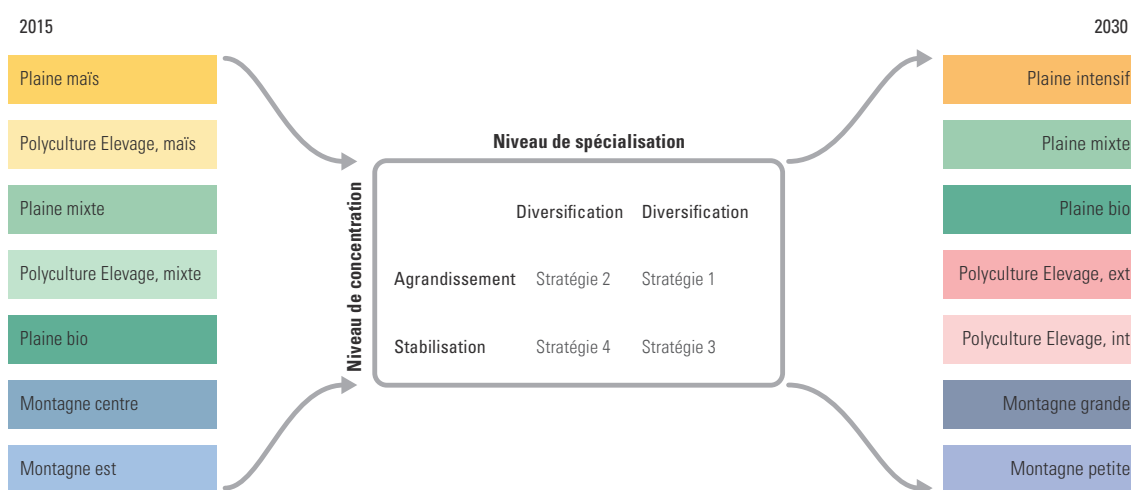 2015
2030
Plaine maïs
Polyculture Elevage, maïs
Plaine mixte
Polyculture Elevage, mixte
Plaine bio
Montagne centre
Montagne est
Niveau de spécialisation
Niveau de concentration
Diversification Diversification
Agrandissement Stratégie 2 Stratégie 1
Stabilisation Stratégie 4 Stratégie 3
Plaine intensif
Plaine mixte
Plaine bio
Polyculture Elevage, ext
Polyculture Elevage, int
Montagne grande
Montagne petite